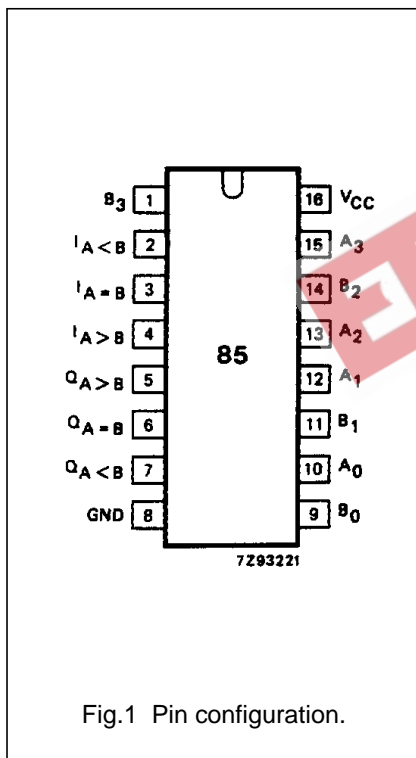 B3 1 16 VCC
IA<B 2 15 A3
IA=B 3 14 B2
IA>B 4 13 A2
85
QA>B 5 12 A1
QA=B 6 11 B1
QA<B 7 10 A0
GND 8 9 B0
7Z93221
Fig.1 Pin configuration.